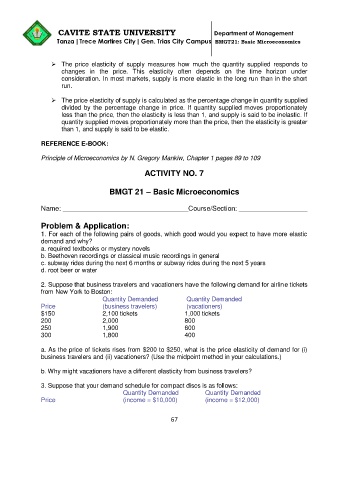 CAVITE STATE UNIVERSITY
Department of Management
Tanza |Trece Martires City | Gen. Trias City Campus BMGT21: Basic Microeconomics
➢ The price elasticity of supply measures how much the quantity supplied responds to
changes in the price. This elasticity often depends on the time horizon under
consideration. In most markets, supply is more elastic in the long run than in the short
run.
➢ The price elasticity of supply is calculated as the percentage change in quantity supplied
divided by the percentage change in price. If quantity supplied moves proportionately
less than the price, then the elasticity is less than 1, and supply is said to be inelastic. If
quantity supplied moves proportionately more than the price, then the elasticity is greater
than 1, and supply is said to be elastic.
REFERENCE E-BOOK:
Principle of Microeconomics by N. Gregory Mankiw, Chapter 1 pages 89 to 109
ACTIVITY NO. 7
BMGT 21 – Basic Microeconomics
Name: ________________________________Course/Section: __________________
Problem & Application:
1. For each of the following pairs of goods, which good would you expect to have more elastic
demand and why?
a. required textbooks or mystery novels
b. Beethoven recordings or classical music recordings in general
c. subway rides during the next 6 months or subway rides during the next 5 years
d. root beer or water
2. Suppose that business travelers and vacationers have the following demand for airline tickets
from New York to Boston:
Quantity Demanded Quantity Demanded
Price (business travelers) (vacationers)
$150 2,100 tickets 1,000 tickets
200 2,000 800
250 1,900 600
300 1,800 400
a. As the price of tickets rises from $200 to $250, what is the price elasticity of demand for (i)
business travelers and (ii) vacationers? (Use the midpoint method in your calculations.)
b. Why might vacationers have a different elasticity from business travelers?
3. Suppose that your demand schedule for compact discs is as follows:
Quantity Demanded Quantity Demanded
Price (income = $10,000) (income = $12,000)
67